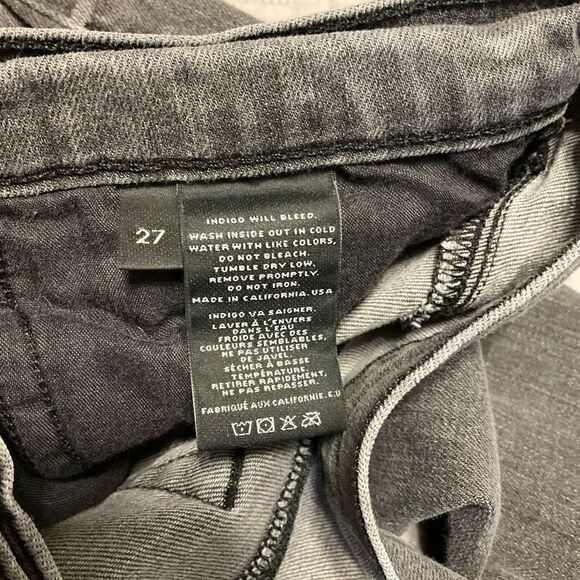 27
INDIGO WILL BLEED.
WASH INSIDE OUT IN COLD
WATER WITH LIKE COLORS,
DO NOT BLEACH.
TUMBLE DRY LOW.
REMOVE PROMPTLY.
DO NOT IRON.
MADE IN CALIFORNIA. USA
INDIGO VA SAIGNER.
LAVER À L'ENVERS
DANS L'EAU
FROIDE AVEC DES
COULEURS SEMBLABLES,
NE PAS UTILISER
DE JAVEL.
SÉCHER À BASSE
TEMPÉRATURE.
RETIRER RAPIDEMENT,
NE PAS REPASSER.
FABRIQUÉ AUX CALIFORNIE. E.U